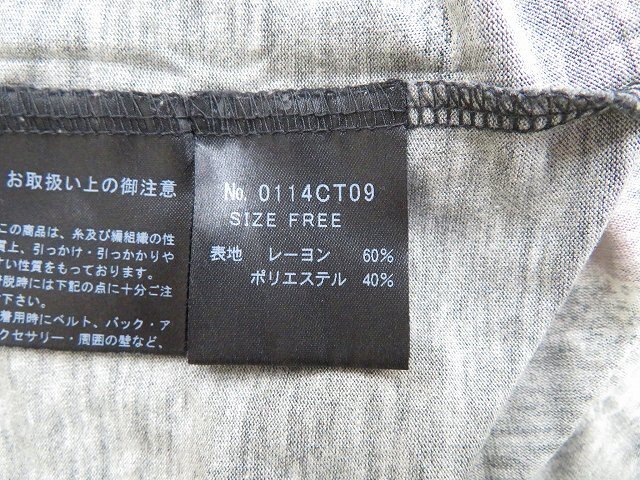 お取扱い上の御注意
この商品は、糸及び編組織の性
質上、引っかけ・引っかかりや
すい性質をもっております。
着脱時には下記の点に十分ご注
下さい。
着用時にベルト、バック・ア
クセサリー・周囲の壁など、
No. 0114CT09
SIZE FREE
表地 レーヨン 60%
ポリエステル 40%